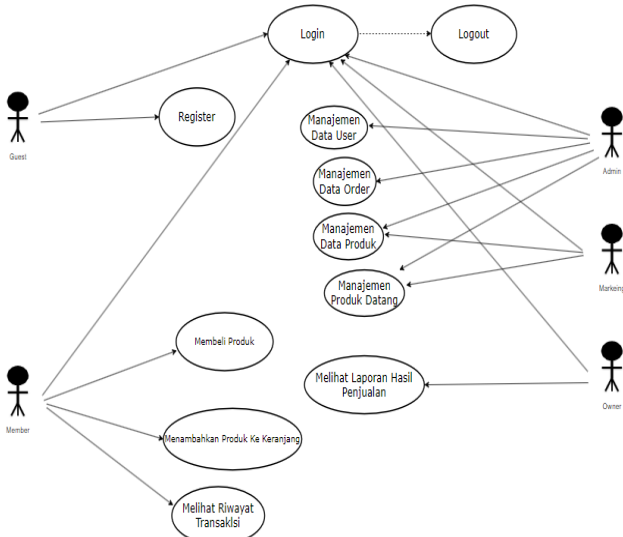 Login
Logout
Register
Guest
Manajemen
Data User
Admin
Manajemen
Data Order
Manajemen
Data Produk
Markeing
Manajemen
Produk Datang
Membeli Produk
Melihat Laporan Hasil
Penjualan
Owner
Member
Menambahkan Produk Ke Keranjang
Melihat Riwayat
Transaklsi